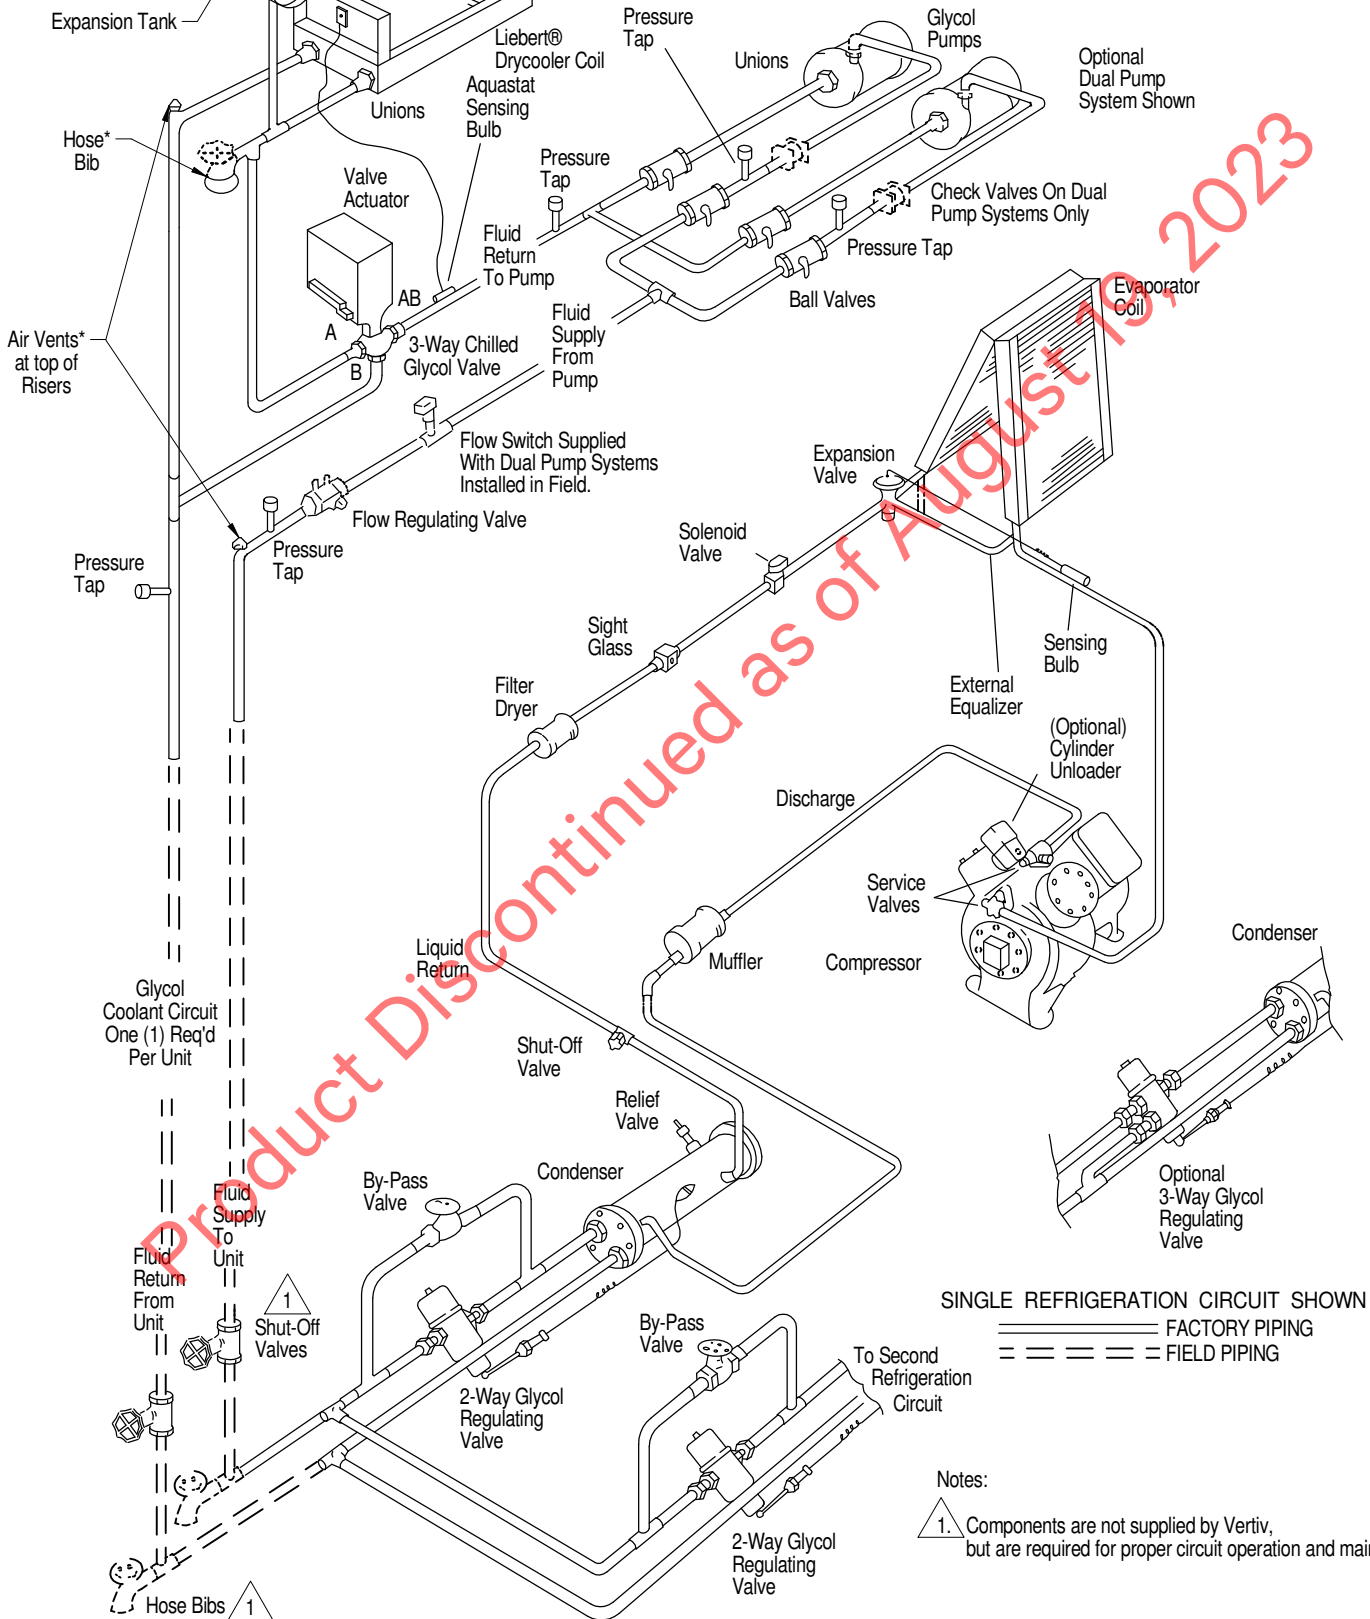 Expansion Tank
Liebert®
Drycooler Coil
Aquastat
Sensing
Bulb
Pressure
Tap
Glycol
Pumps
Unions
Optional
Dual Pump
System Shown
Unions
Hose*
Bib
Valve
Actuator
Pressure
Tap
Check Valves On Dual
Pump Systems Only
Fluid
Return
To Pump
Pressure Tap
Ball Valves
AB
A
B
3-Way Chilled
Glycol Valve
Fluid
Supply
From
Pump
Evaporator
Coil
Air Vents*
at top of
Risers
Flow Switch Supplied
With Dual Pump Systems
Installed in Field.
Expansion
Valve
Flow Regulating Valve
Solenoid
Valve
Pressure
Tap
Pressure
Tap
Sight
Glass
Sensing
Bulb
External
Equalizer
Filter
Dryer
(Optional)
Cylinder
Unloader
Discharge
Service
Valves
Liquid
Return
Muffler
Compressor
Condenser
Glycol
Coolant Circuit
One (1) Req'd
Per Unit
Shut-Off
Valve
Relief
Valve
Condenser
By-Pass
Valve
Optional
3-Way Glycol
Regulating
Valve
Fluid
Supply
To
Unit
Fluid
Return
From
Unit
1
Shut-Off
Valves
SINGLE REFRIGERATION CIRCUIT SHOWN
FACTORY PIPING
FIELD PIPING
By-Pass
Valve
To Second
Refrigeration
Circuit
2-Way Glycol
Regulating
Valve
Notes:
1. Components are not supplied by Vertiv,
but are required for proper circuit operation and mai
2-Way Glycol
Regulating
Valve
Hose Bibs
1
Product Discontinued as of August 19, 2023